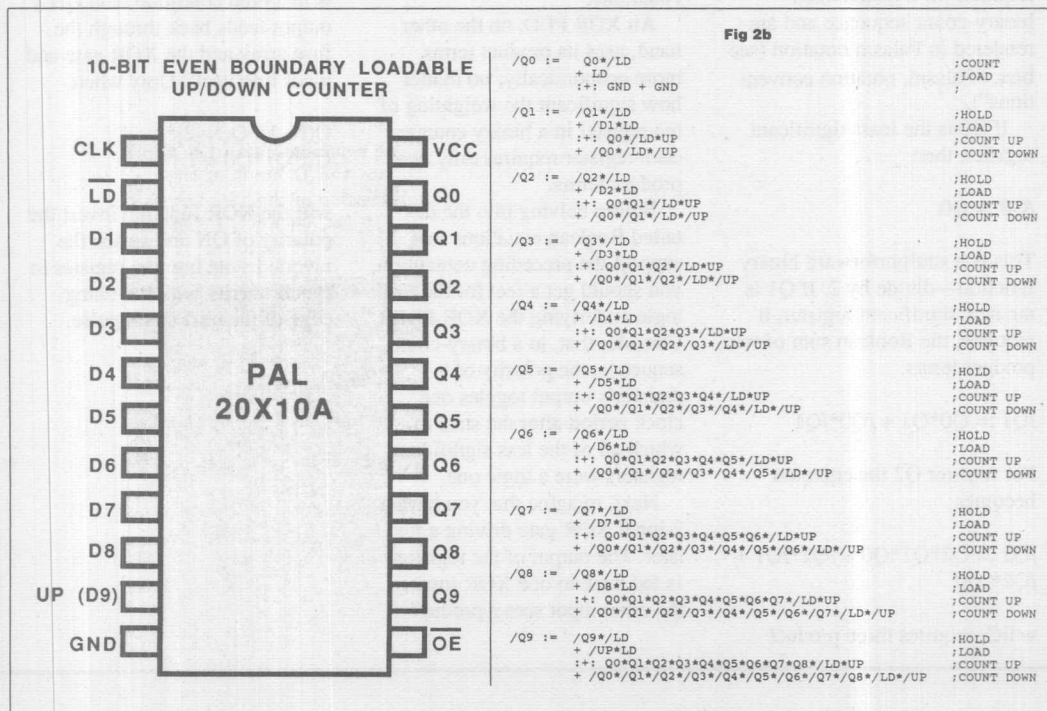 Fig 2b
10-BIT EVEN BOUNDARY LOADABLE
UP/DOWN COUNTER
CLK VCC
LD Q0
D1 Q1
D2 Q2
D3 Q3
D4 Q4
PAL
20X10A
D5 Q5
D6 Q6
D7 Q7
D8 Q8
UP (D9) Q9
GND OE
/Q0 := Q0*/LD ;COUNT
+ LD ;LOAD
:+: GND + GND ;
/Q1 := /Q1*/LD ;HOLD
+ /D1*LD ;LOAD
:+: Q0*/LD*UP ;COUNT UP
+ /Q0*/LD*/UP ;COUNT DOWN
/Q2 := /Q2*/LD ;HOLD
+ /D2*LD ;LOAD
:+: Q0*Q1*/LD*UP ;COUNT UP
+ /Q0*/Q1*/LD*/UP ;COUNT DOWN
/Q3 := /Q3*/LD ;HOLD
+ /D3*LD ;LOAD
:+: Q0*Q1*Q2*/LD*UP ;COUNT UP
+ /Q0*/Q1*/Q2*/LD*/UP ;COUNT DOWN
/Q4 := /Q4*/LD ;HOLD
+ /D4*LD ;LOAD
:+: Q0*Q1*Q2*Q3*/LD*UP ;COUNT UP
+ /Q0*/Q1*/Q2*/Q3*/LD*/UP ;COUNT DOWN
/Q5 := /Q5*/LD ;HOLD
+ /D5*LD ;LOAD
:+: Q0*Q1*Q2*Q3*Q4*/LD*UP ;COUNT UP
+ /Q0*/Q1*/Q2*/Q3*/Q4*/LD*/UP ;COUNT DOWN
/Q6 := /Q6*/LD ;HOLD
+ /D6*LD ;LOAD
:+: Q0*Q1*Q2*Q3*Q4*Q5*/LD*UP ;COUNT UP
+ /Q0*/Q1*/Q2*/Q3*/Q4*/Q5*/LD*/UP ;COUNT DOWN
/Q7 := /Q7*/LD ;HOLD
+ /D7*LD ;LOAD
:+: Q0*Q1*Q2*Q3*Q4*Q5*Q6*/LD*UP ;COUNT UP
+ /Q0*/Q1*/Q2*/Q3*/Q4*/Q5*/Q6*/LD*/UP ;COUNT DOWN
/Q8 := /Q8*/LD ;HOLD
+ /D8*LD ;LOAD
:+: Q0*Q1*Q2*Q3*Q4*Q5*Q6*Q7*/LD*UP ;COUNT UP
+ /Q0*/Q1*/Q2*/Q3*/Q4*/Q5*/Q6*/Q7*/LD*/UP ;COUNT DOWN
/Q9 := /Q9*/LD ;HOLD
+ /UP*LD ;LOAD
:+: Q0*Q1*Q2*Q3*Q4*Q5*Q6*Q7*Q8*/LD*UP ;COUNT UP
+ /Q0*/Q1*/Q2*/Q3*/Q4*/Q5*/Q6*/Q7*/Q8*/LD*/UP ;COUNT DOWN